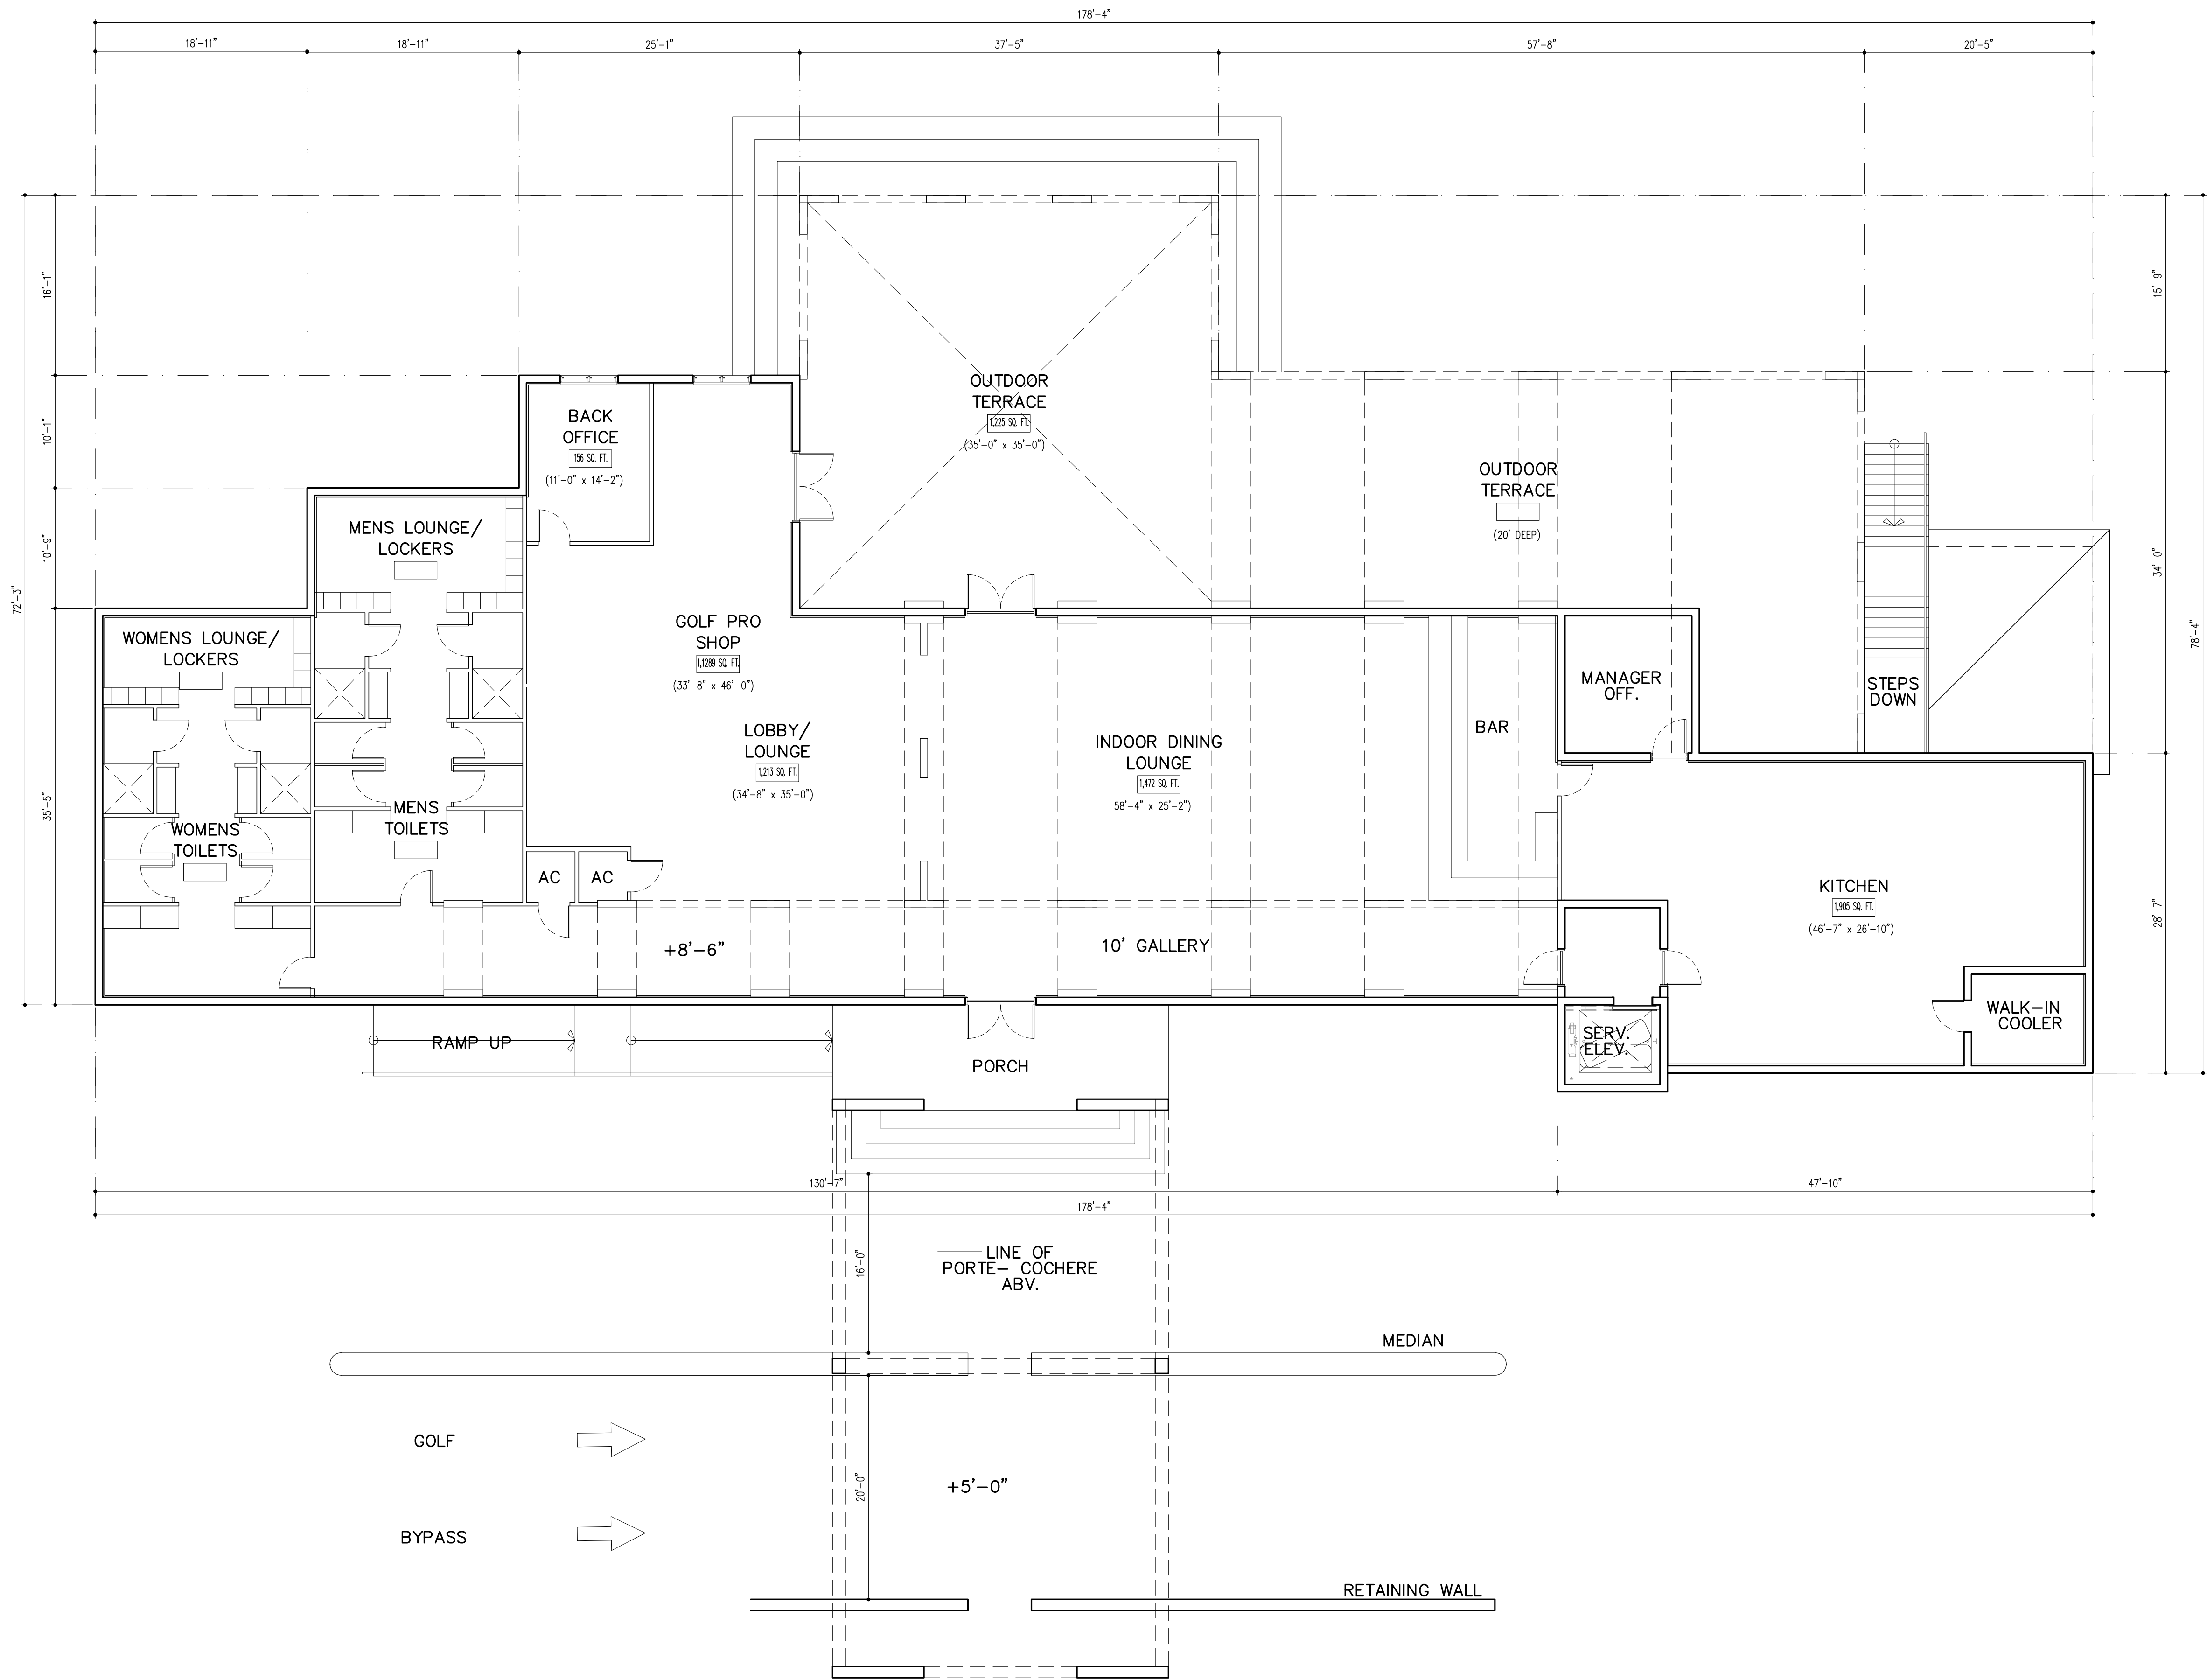 178'-4"
18'-11"
18'-11"
25'-1"
37'-5"
57'-8"
20'-5"
16'-1"
10'-1"
10'-9"
72'-3"
35'-5"
15'-9"
34'-0"
78'-4"
28'-7"
BACK
OFFICE
156 SQ. FT.
(11'-0" x 14'-2")
OUTDOOR
TERRACE
1,225 SQ. FT.
(35'-0" x 35'-0")
OUTDOOR
TERRACE
-
(20' DEEP)
MENS LOUNGE/
LOCKERS
WOMENS LOUNGE/
LOCKERS
GOLF PRO
SHOP
1,1289 SQ. FT.
(33'-8" x 46'-0")
LOBBY/
LOUNGE
1,213 SQ. FT.
(34'-8" x 35'-0")
INDOOR DINING
LOUNGE
1,472 SQ. FT.
58'-4" x 25'-2")
BAR
MANAGER
OFF.
STEPS
DOWN
MENS
TOILETS
WOMENS
TOILETS
AC
AC
KITCHEN
1,905 SQ. FT.
(46'-7" x 26'-10")
+8'-6"
10' GALLERY
WALK-IN
COOLER
SERV.
ELEV.
RAMP UP
PORCH
130'-7"
47'-10"
178'-4"
16'-0"
LINE OF
PORTE- COCHERE
ABV.
MEDIAN
GOLF
20'-0"
+5'-0"
BYPASS
RETAINING WALL